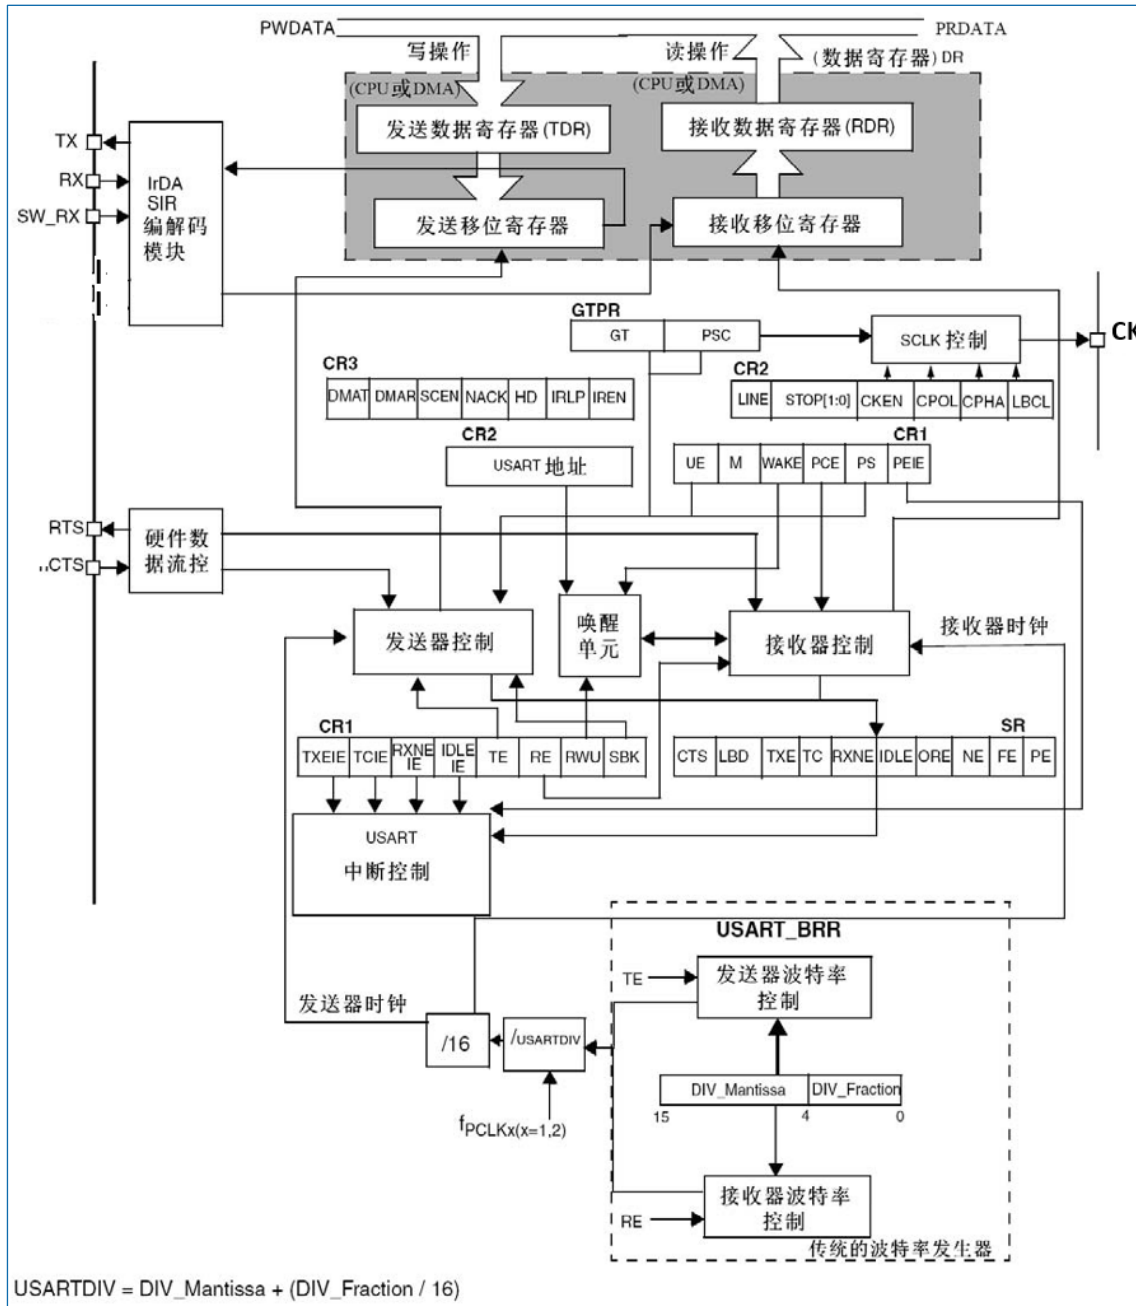 PWDATA
PRDATA
写操作
读操作
(数据寄存器) DR
(CPU或DMA)
(CPU或DMA)
发送数据寄存器(TDR)
接收数据寄存器(RDR)
TX
RX
SW_RX
IrDA
SIR
编解码
模块
发送移位寄存器
接收移位寄存器
GTPR
GT
PSC
SCLK 控制
CK
CR3
DMAT
DMAR
SCEN
NACK
HD
IRLP
IREN
CR2
LINE
STOP[1:0]
CKEN
CPOL
CPHA
LBCL
CR2
USART 地址
CR1
UE
M
WAKE
PCE
PS
PEIE
RTS
CTS
硬件数
据流控
发送器控制
唤醒
单元
接收器控制
接收器时钟
CR1
TXEIE
TCIE
RXNE
IE
IDLE
IE
TE
RE
RWU
SBK
SR
CTS
LBD
TXE
TC
RXNE
IDLE
ORE
NE
FE
PE
USART
中断控制
USART_BRR
TE
发送器波特率
控制
发送器时钟
/16
/USARTDIV
DIV_Mantissa
DIV_Fraction
15
4
0
fPCLKx(x=1,2)
接收器波特率
控制
RE
传统的波特率发生器
USARTDIV = DIV_Mantissa + (DIV_Fraction / 16)